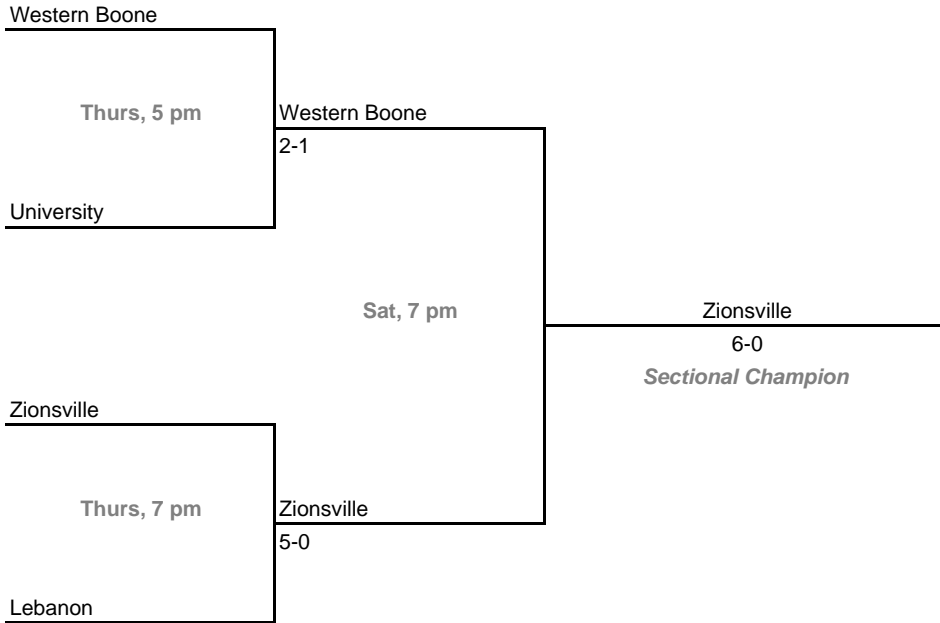 Western Boone
Thurs, 5 pm
Western Boone
2-1
University
Sat, 7 pm
Zionsville
6-0
Sectional Champion
Zionsville
Thurs, 7 pm
Zionsville
5-0
Lebanon